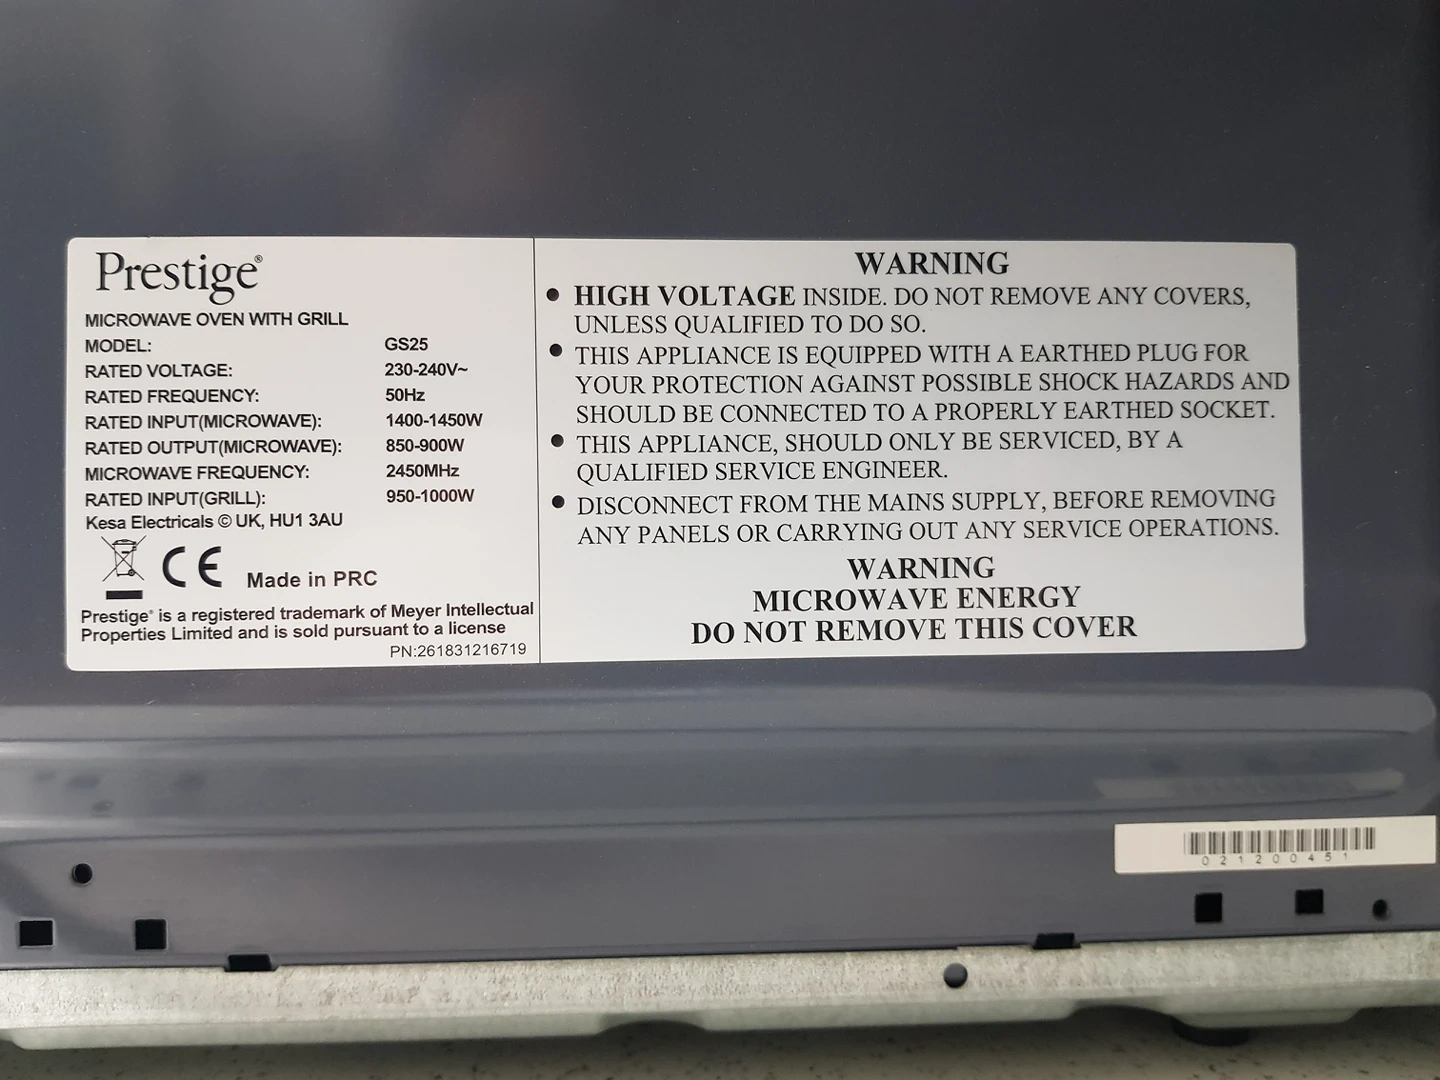 Prestige®
MICROWAVE OVEN WITH GRILL
MODEL: GS25
RATED VOLTAGE: 230-240V~
RATED FREQUENCY: 50Hz
RATED INPUT(MICROWAVE): 1400-1450W
RATED OUTPUT(MICROWAVE): 850-900W
MICROWAVE FREQUENCY: 2450MHz
RATED INPUT(GRILL): 950-1000W
Kesa Electricals © UK, HU1 3AU
CE Made in PRC
Prestige® is a registered trademark of Meyer Intellectual
Properties Limited and is sold pursuant to a license
PN:261831216719
WARNING
• HIGH VOLTAGE INSIDE. DO NOT REMOVE ANY COVERS,
UNLESS QUALIFIED TO DO SO.
• THIS APPLIANCE IS EQUIPPED WITH A EARTHED PLUG FOR
YOUR PROTECTION AGAINST POSSIBLE SHOCK HAZARDS AND
SHOULD BE CONNECTED TO A PROPERLY EARTHED SOCKET.
• THIS APPLIANCE, SHOULD ONLY BE SERVICED, BY A
QUALIFIED SERVICE ENGINEER.
• DISCONNECT FROM THE MAINS SUPPLY, BEFORE REMOVING
ANY PANELS OR CARRYING OUT ANY SERVICE OPERATIONS.
WARNING
MICROWAVE ENERGY
DO NOT REMOVE THIS COVER
021200451